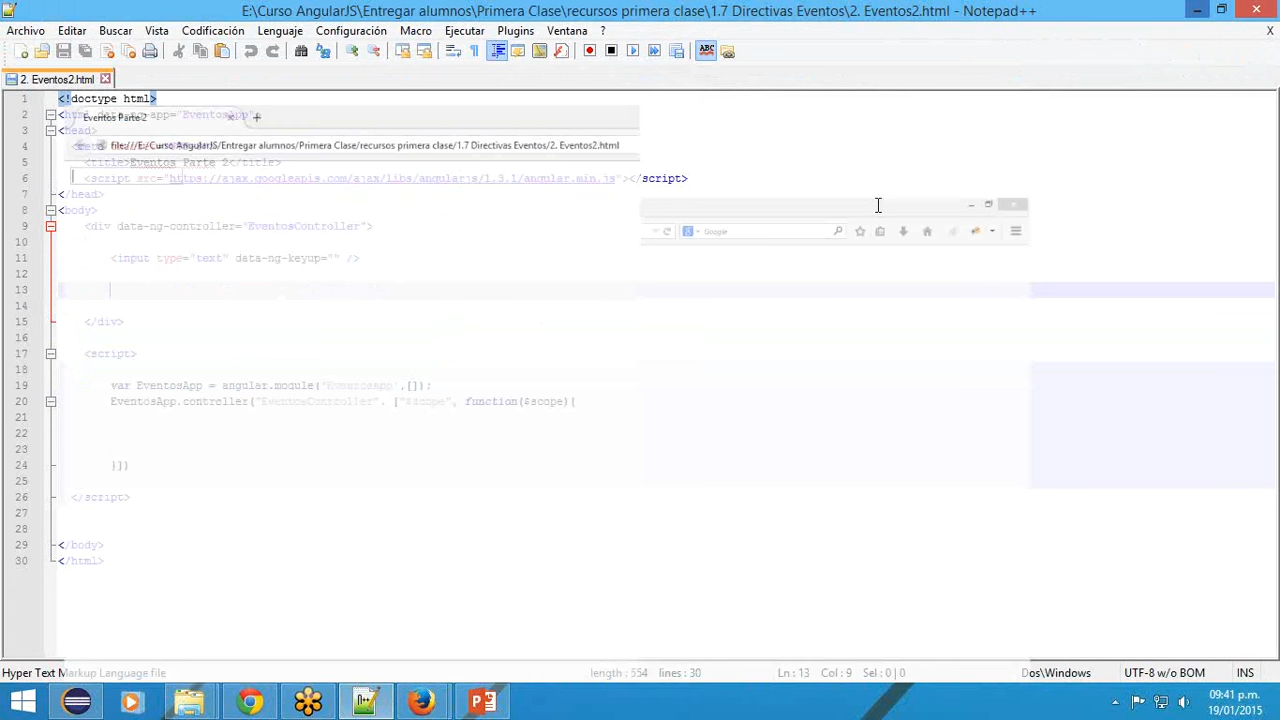 E:\Curso AngularJS\Entregar alumnos\Primera Clase\recursos primera clase\1.7 Directivas Eventos\2. Eventos2.html - Notepad++
Archivo Editar Buscar Vista Codificación Lenguaje Configuración Macro Ejecutar Plugins Ventana ? X
2. Eventos2.html
1 <!doctype html>
2 <html data-ng-app="EventosApp">
Eventos Parte 2
3 <head>
4
file:///E:/Curso AngularJS/Entregar alumnos/Primera Clase/recursos primera clase/1.7 Directivas Eventos/2. Eventos2.html
5 <title>Eventos Parte 2</title>
6 <script src="https://ajax.googleapis.com/ajax/libs/angularjs/1.3.1/angular.min.js"></script>
7 </head>
8 <body>
9 <div data-ng-controller="EventosController">
Google
10
11 <input type="text" data-ng-keyup="" />
12
13
14
15 </div>
16
17 <script>
18
19 var EventosApp = angular.module("EventosApp",[]);
20 EventosApp.controller("EventosController", ["$scope", function($scope){
21
22
23
24 }])
25
26 </script>
27
28
29 </body>
30 </html>
Hyper Text Markup Language file length : 554 lines : 30 Ln : 13 Col : 9 Sel : 0 | 0 Dos\Windows UTF-8 w/o BOM INS
09:41 p.m.
19/01/2015